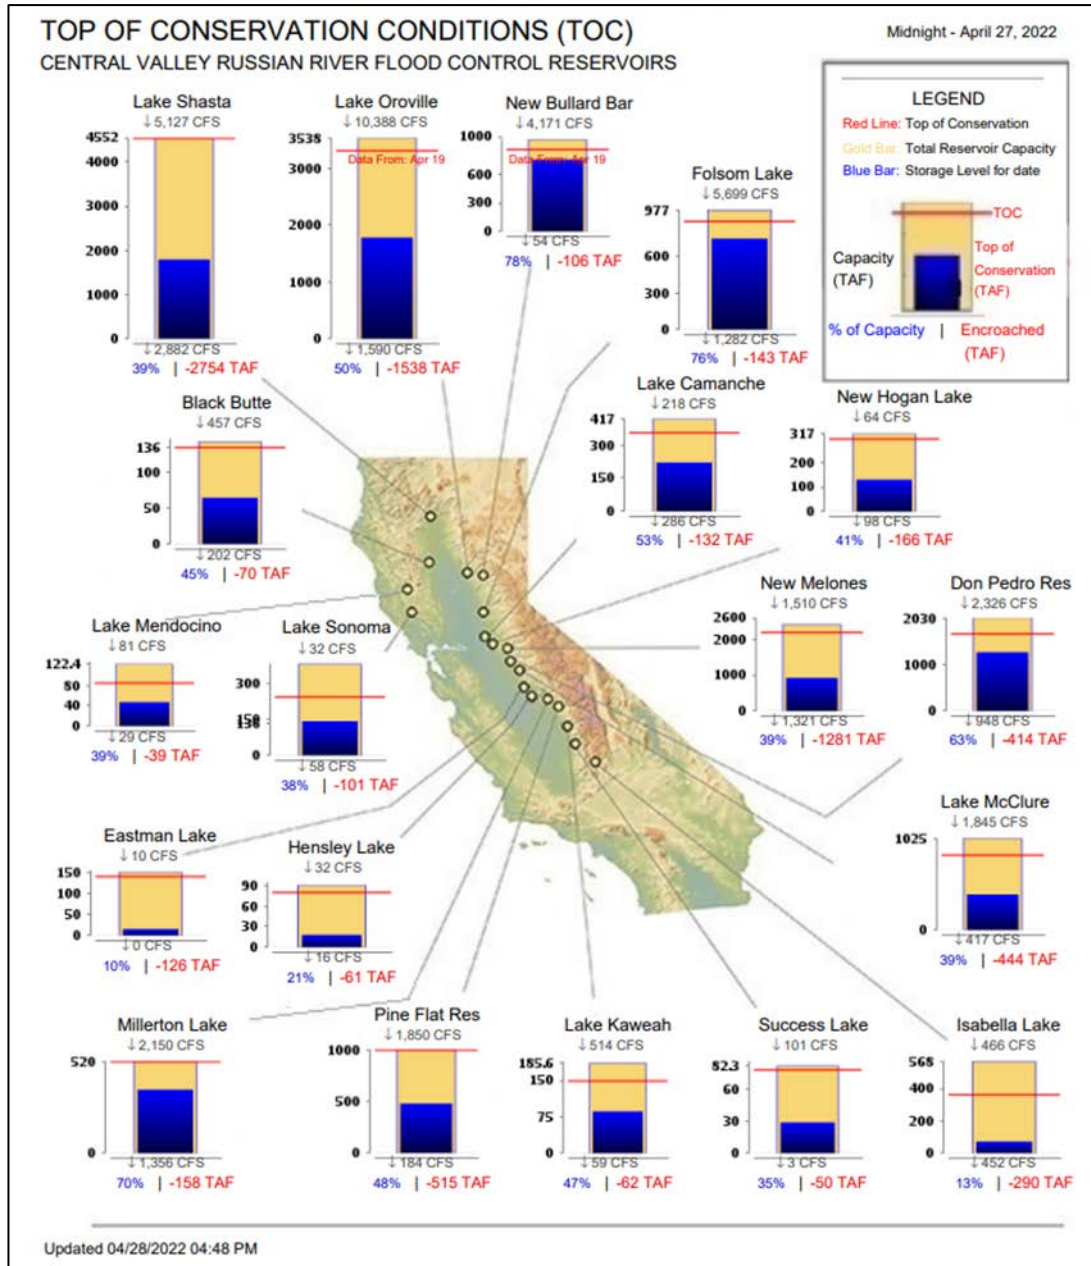 TOP OF CONSERVATION CONDITIONS (TOC)
Midnight - April 27, 2022
CENTRAL VALLEY RUSSIAN RIVER FLOOD CONTROL RESERVOIRS
LEGEND
Red Line: Top of Conservation
Gold Bar: Total Reservoir Capacity
Blue Bar: Storage Level for date
TOC
Capacity
(TAF)
Top of
Conservation
(TAF)
% of Capacity | Encroached
(TAF)
Lake Shasta
↓ 5,127 CFS
4552
4000
3000
2000
1000
0
↓ 2,882 CFS
39% | -2754 TAF
Lake Oroville
↓ 10,388 CFS
3538
3000
2000
1000
0
Data From: Apr 19
↓ 1,590 CFS
50% | -1538 TAF
New Bullard Bar
↓ 4,171 CFS
1000
600
300
0
Data From: Apr 19
↓ 54 CFS
78% | -106 TAF
Folsom Lake
↓ 5,699 CFS
977
600
300
0
↓ 1,282 CFS
76% | -143 TAF
Black Butte
↓ 457 CFS
136
100
50
0
↓ 202 CFS
45% | -70 TAF
Lake Camanche
↓ 218 CFS
417
300
150
0
↓ 286 CFS
53% | -132 TAF
New Hogan Lake
↓ 64 CFS
317
200
100
0
↓ 98 CFS
41% | -166 TAF
Lake Mendocino
↓ 81 CFS
122.4
80
40
0
↓ 29 CFS
39% | -39 TAF
Lake Sonoma
↓ 32 CFS
300
150
0
↓ 58 CFS
38% | -101 TAF
New Melones
↓ 1,510 CFS
2600
2000
1000
0
↓ 1,321 CFS
39% | -1281 TAF
Don Pedro Res
↓ 2,326 CFS
2030
1000
0
↓ 948 CFS
63% | -414 TAF
Eastman Lake
↓ 10 CFS
150
100
50
0
↓ 0 CFS
10% | -126 TAF
Hensley Lake
↓ 32 CFS
90
60
30
0
↓ 16 CFS
21% | -61 TAF
Lake McClure
↓ 1,845 CFS
1025
0
↓ 417 CFS
39% | -444 TAF
Millerton Lake
↓ 2,150 CFS
520
0
↓ 1,356 CFS
70% | -158 TAF
Pine Flat Res
↓ 1,850 CFS
1000
500
0
↓ 184 CFS
48% | -515 TAF
Lake Kaweah
↓ 514 CFS
185.6
150
75
0
↓ 59 CFS
47% | -62 TAF
Success Lake
↓ 101 CFS
82.3
60
30
0
↓ 3 CFS
35% | -50 TAF
Isabella Lake
↓ 466 CFS
568
400
200
0
↓ 452 CFS
13% | -290 TAF
Updated 04/28/2022 04:48 PM